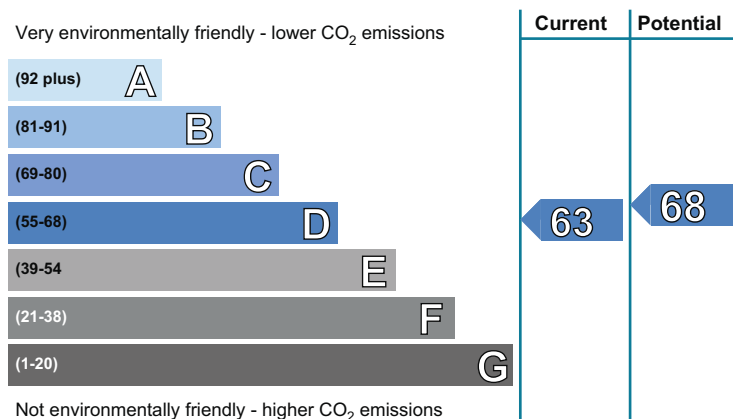 Very environmentally friendly - lower CO₂ emissions
Current Potential
(92 plus) A
(81-91) B
(69-80) C
(55-68) D
63 68
(39-54 E
(21-38) F
(1-20) G
Not environmentally friendly - higher CO₂ emissions